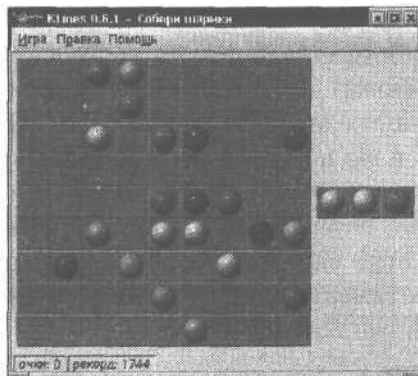 KLines 0.6.1 - Собери шарики
Игра Правка Помощь
очки: 0 рекорд: 1744